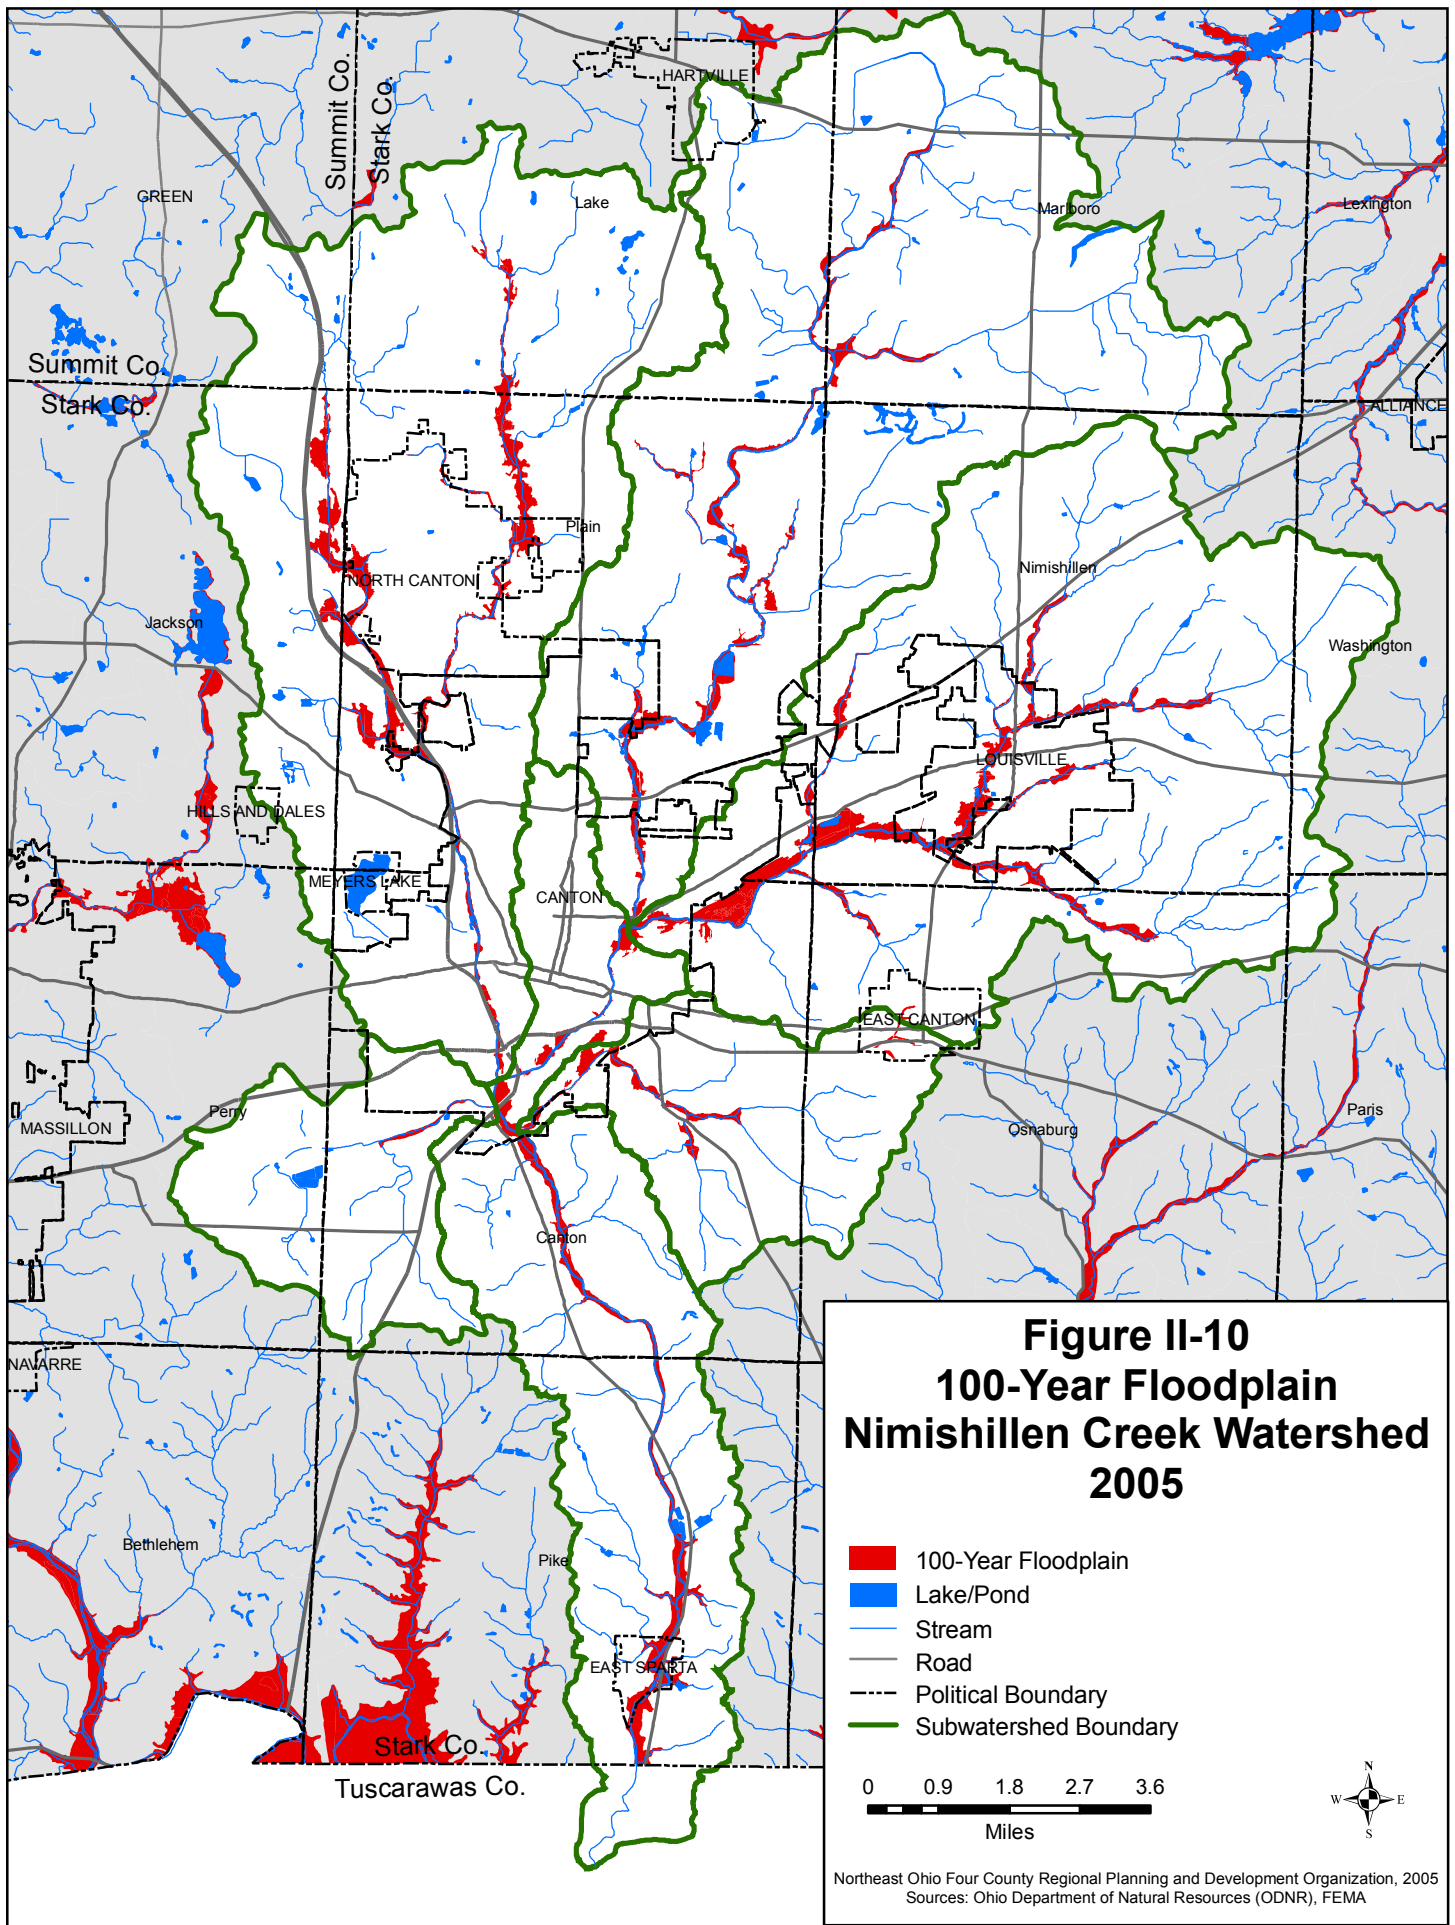 HARTVILLE
Summit Co.
Stark Co.
GREEN
Lake
Marlboro
Lexington
Summit Co.
Stark Co.
ALLIANCE
Plain
Nimishillen
NORTH CANTON
Jackson
Washington
LOUISVILLE
HILLS AND DALES
MEYERS LAKE
CANTON
EAST CANTON
Perry
MASSILLON
Paris
Osnaburg
Canton
NAVARRE
Bethlehem
Pike
EAST SPARTA
Stark Co.
Tuscarawas Co.
Figure II-10
100-Year Floodplain
Nimishillen Creek Watershed
2005
100-Year Floodplain
Lake/Pond
Stream
Road
Political Boundary
Subwatershed Boundary
0 0.9 1.8 2.7 3.6
Miles
N
W E
S
Northeast Ohio Four County Regional Planning and Development Organization, 2005
Sources: Ohio Department of Natural Resources (ODNR), FEMA